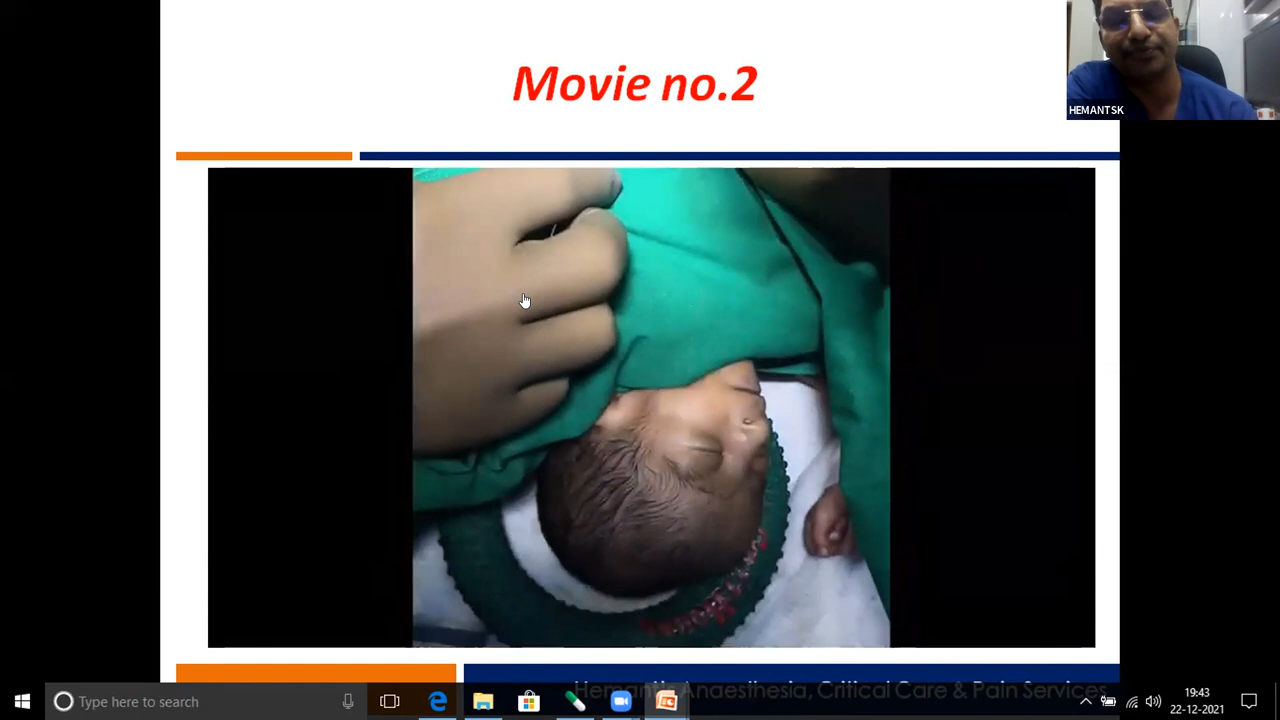 Movie no.2
HEMANTSK
Anaesthesia, Critical Care & Pain Services
Type here to search
19:43
22-12-2021